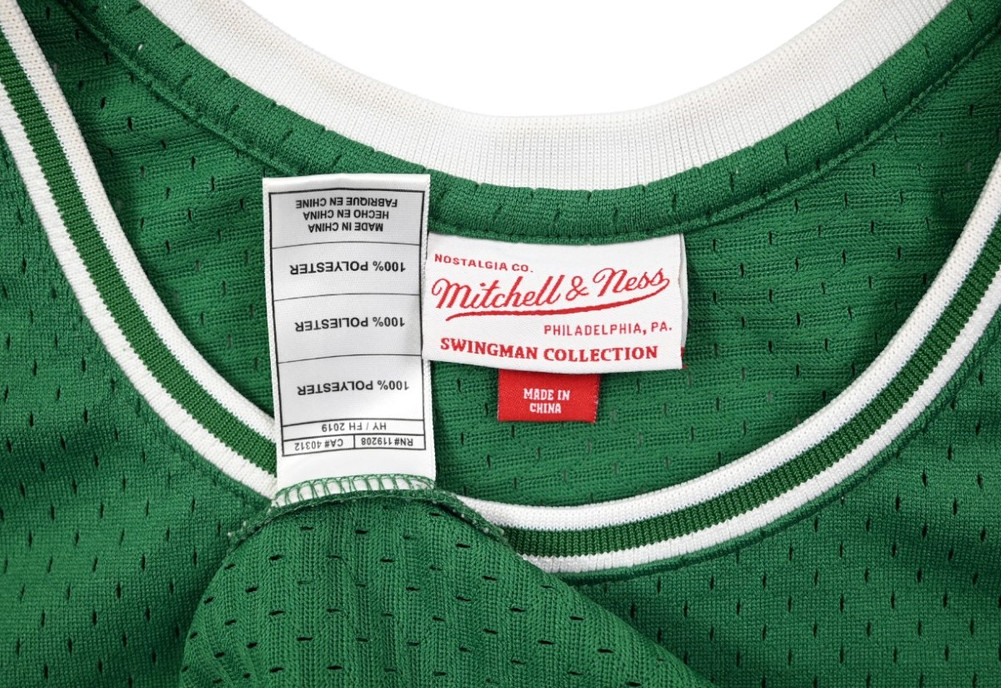 MADE IN CHINA
HECHO EN CHINA
FABRIQUE EN CHINE
100% POLYESTER
100% POLIESTER
100% POLYESTER
HY / FH 2019
RN# 119208 CA# 40312
NOSTALGIA CO.
Mitchell & Ness
PHILADELPHIA, PA.
SWINGMAN COLLECTION
MADE IN
CHINA